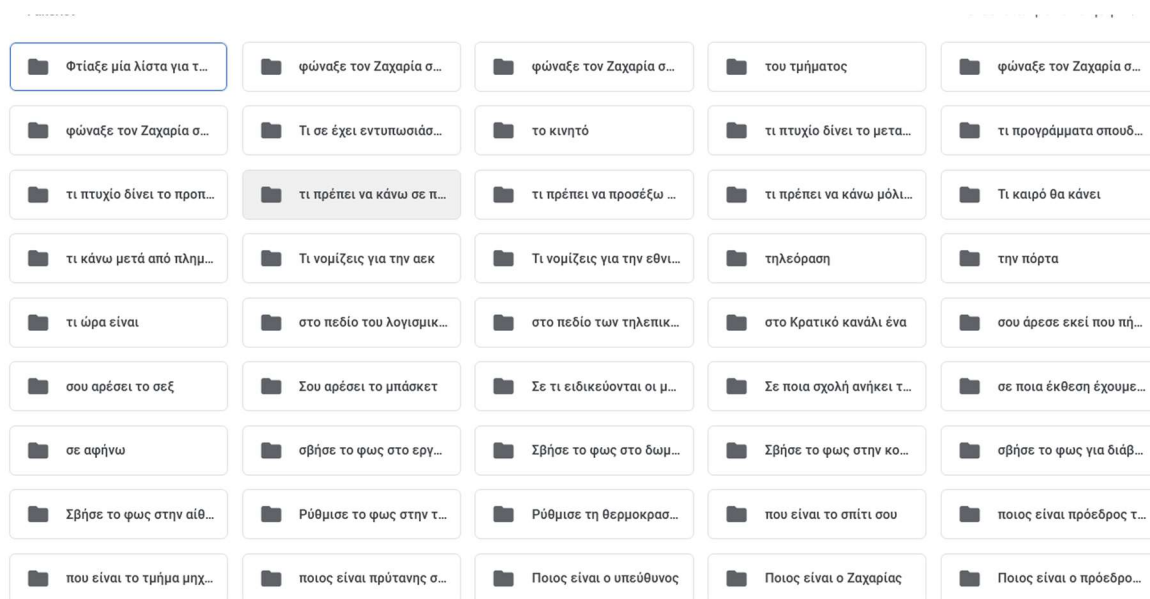 Φτιάξε μία λίστα για τ...
φώναξε τον Ζαχαρία σ...
φώναξε τον Ζαχαρία σ...
του τμήματος
φώναξε τον Ζαχαρία σ...
φώναξε τον Ζαχαρία σ...
Τι σε έχει εντυπωσιάσ...
το κινητό
τι πτυχίο δίνει το μετα...
τι προγράμματα σπουδ...
τι πτυχίο δίνει το προπ...
τι πρέπει να κάνω σε π...
τι πρέπει να προσέξω ...
τι πρέπει να κάνω μόλι...
Τι καιρό θα κάνει
τι κάνω μετά από πλημ...
Τι νομίζεις για την αεκ
Τι νομίζεις για την εθνι...
τηλεόραση
την πόρτα
τι ώρα είναι
στο πεδίο του λογισμικ...
στο πεδίο των τηλεπικ...
στο Κρατικό κανάλι ένα
σου άρεσε εκεί που πή...
σου αρέσει το σεξ
Σου αρέσει το μπάσκετ
Σε τι ειδικεύονται οι μ...
Σε ποια σχολή ανήκει τ...
σε ποια έκθεση έχουμε...
σε αφήνω
σβήσε το φως στο εργ...
Σβήσε το φως στο δωμ...
Σβήσε το φως στην κο...
σβήσε το φως για διάβ...
Σβήσε το φως στην αίθ...
Ρύθμισε το φως στην τ...
Ρύθμισε τη θερμοκρασ...
που είναι το σπίτι σου
ποιος είναι πρόεδρος τ...
που είναι το τμήμα μηχ...
ποιος είναι πρύτανης σ...
Ποιος είναι ο υπεύθυνος
Ποιος είναι ο Ζαχαρίας
Ποιος είναι ο πρόεδρο...